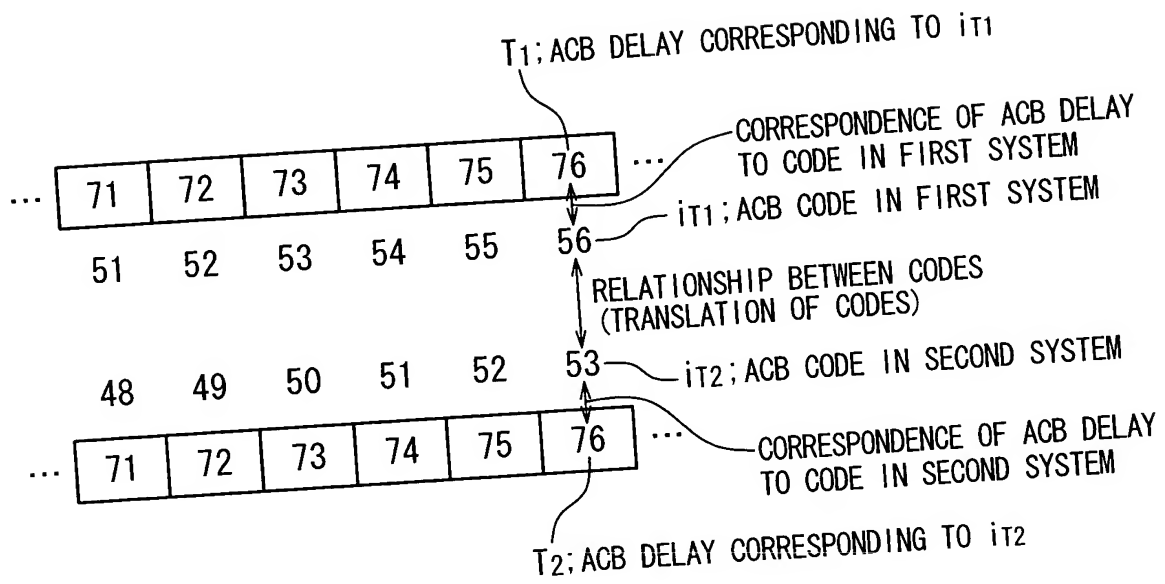 T1;ACB DELAY CORRESPONDING TO iT1
CORRESPONDENCE OF ACB DELAY
TO CODE IN FIRST SYSTEM
... 71 72 73 74 75 76 ...
iT1;ACB CODE IN FIRST SYSTEM
51 52 53 54 55 56
RELATIONSHIP BETWEEN CODES
(TRANSLATION OF CODES)
48 49 50 51 52 53
iT2;ACB CODE IN SECOND SYSTEM
... 71 72 73 74 75 76 ...
CORRESPONDENCE OF ACB DELAY
TO CODE IN SECOND SYSTEM
T2;ACB DELAY CORRESPONDING TO iT2